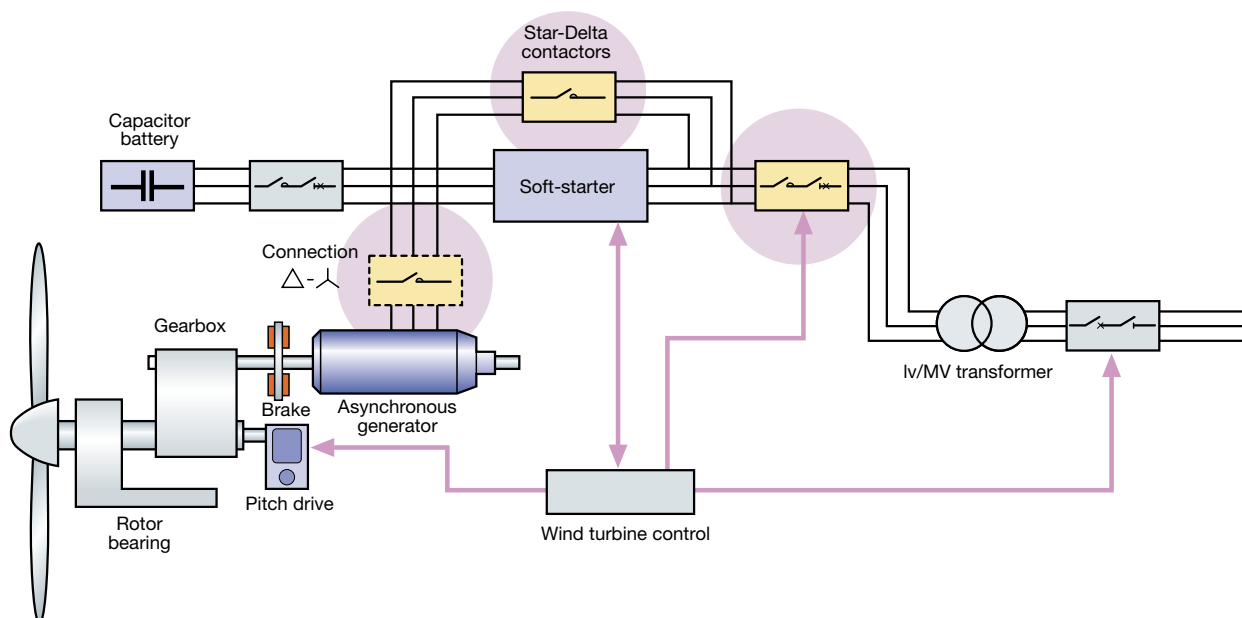 Star-Delta
contactors
Capacitor
battery
Soft-starter
Connection
Gearbox
lv/MV transformer
Brake
Asynchronous
generator
Pitch drive
Rotor
bearing
Wind turbine control